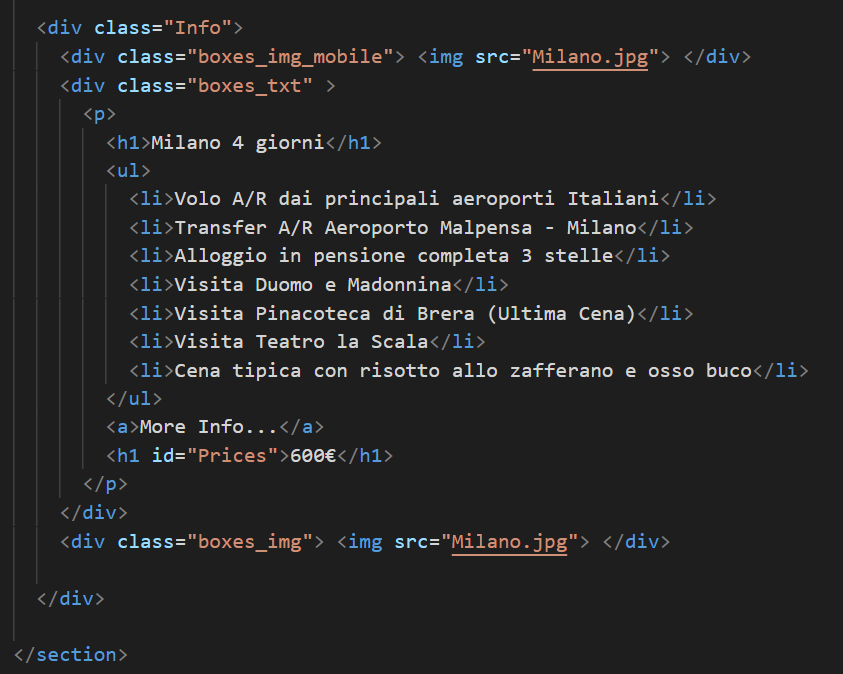 <div class="Info">
<div class="boxes_img_mobile"> <img src="Milano.jpg"> </div>
<div class="boxes_txt" >
<p>
<h1>Milano 4 giorni</h1>
<ul>
<li>Volo A/R dai principali aeroporti Italiani</li>
<li>Transfer A/R Aeroporto Malpensa - Milano</li>
<li>Alloggio in pensione completa 3 stelle</li>
<li>Visita Duomo e Madonnina</li>
<li>Visita Pinacoteca di Brera (Ultima Cena)</li>
<li>Visita Teatro la Scala</li>
<li>Cena tipica con risotto allo zafferano e osso buco</li>
</ul>
<a>More Info...</a>
<h1 id="Prices">600€</h1>
</p>
</div>
<div class="boxes_img"> <img src="Milano.jpg"> </div>
</div>
</section>